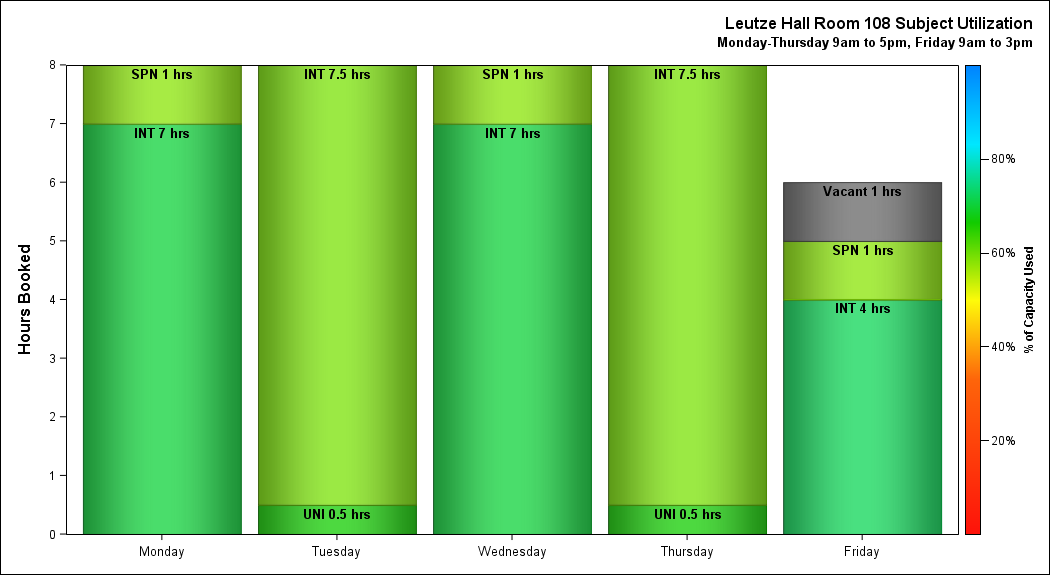 Leutze Hall Room 108 Subject Utilization
Monday-Thursday 9am to 5pm, Friday 9am to 3pm
Hours Booked
8
7
6
5
4
3
2
1
0
SPN 1 hrs
INT 7 hrs
INT 7.5 hrs
UNI 0.5 hrs
SPN 1 hrs
INT 7 hrs
INT 7.5 hrs
UNI 0.5 hrs
Vacant 1 hrs
SPN 1 hrs
INT 4 hrs
Monday
Tuesday
Wednesday
Thursday
Friday
80%
60%
40%
20%
% of Capacity Used